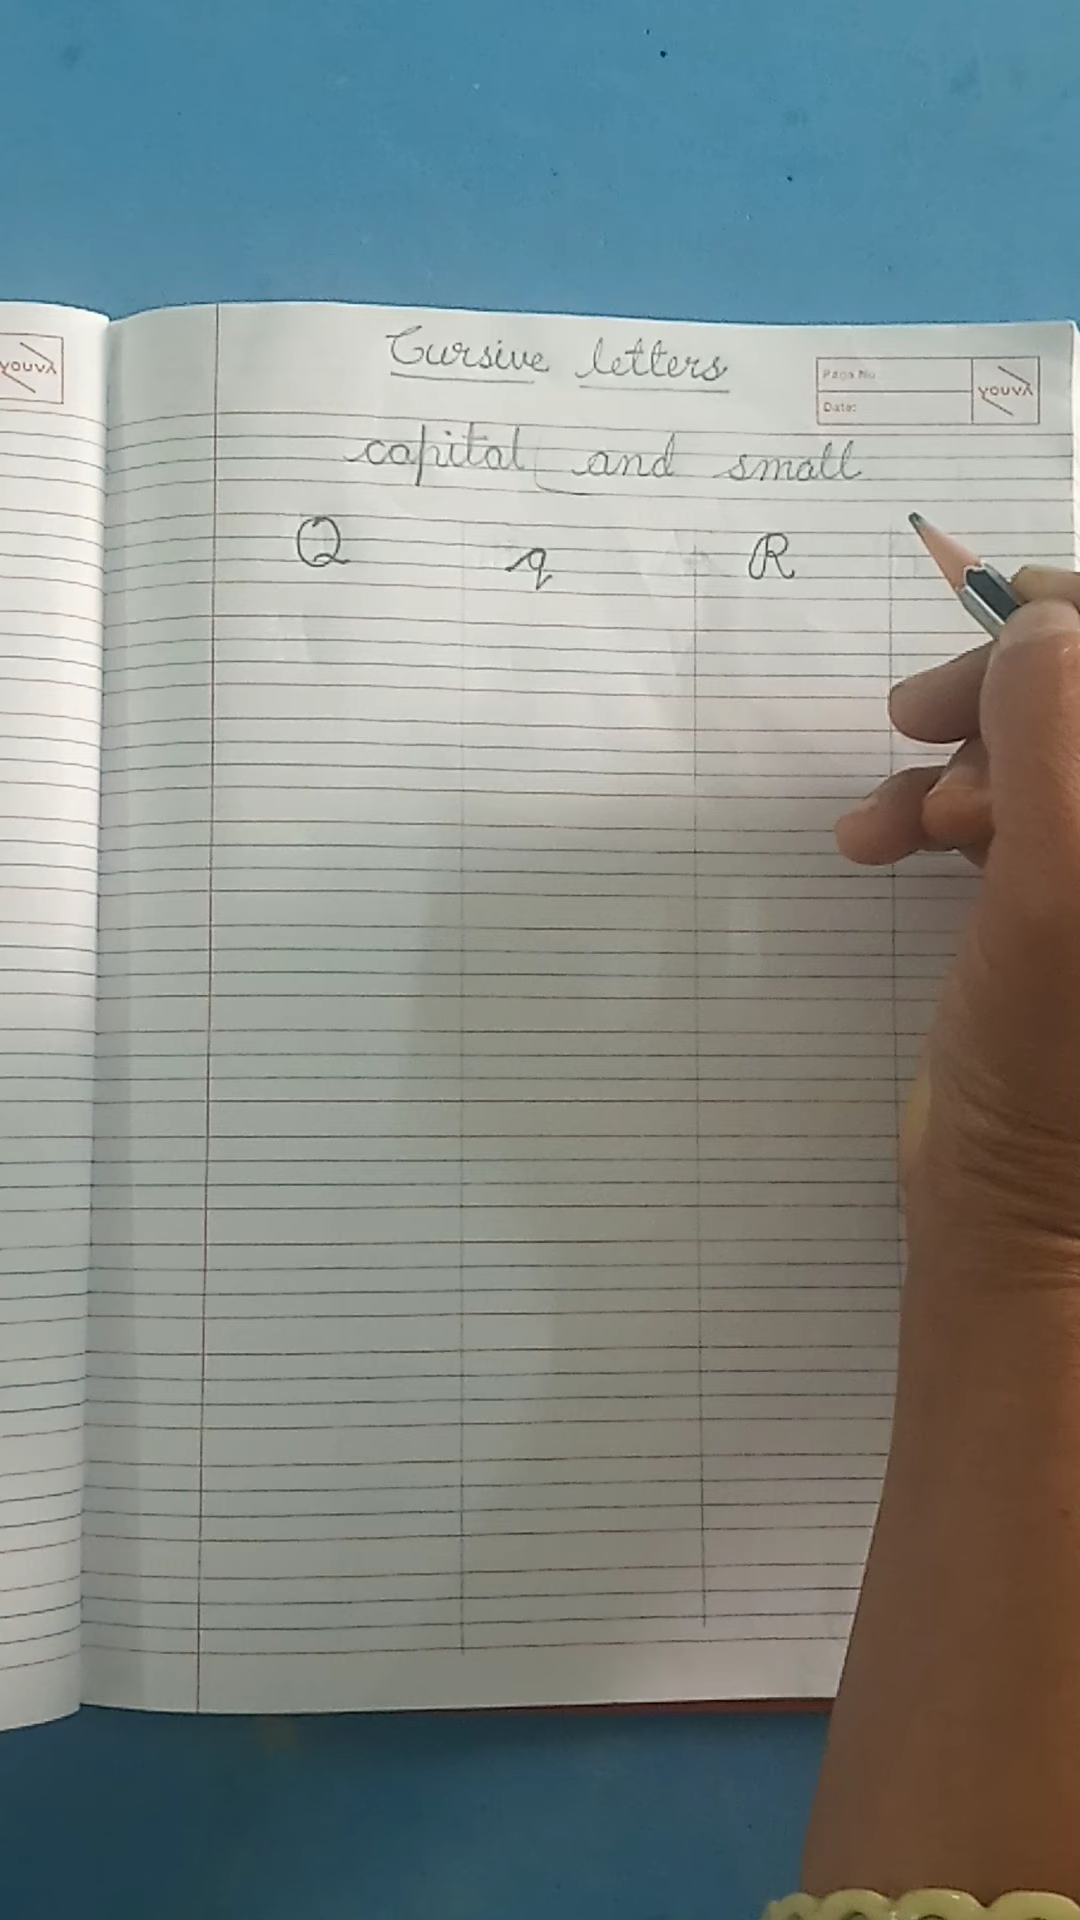 Cursive letters
Page No.
Date:
YOUVA
YOUVA
capital and small
Q q R